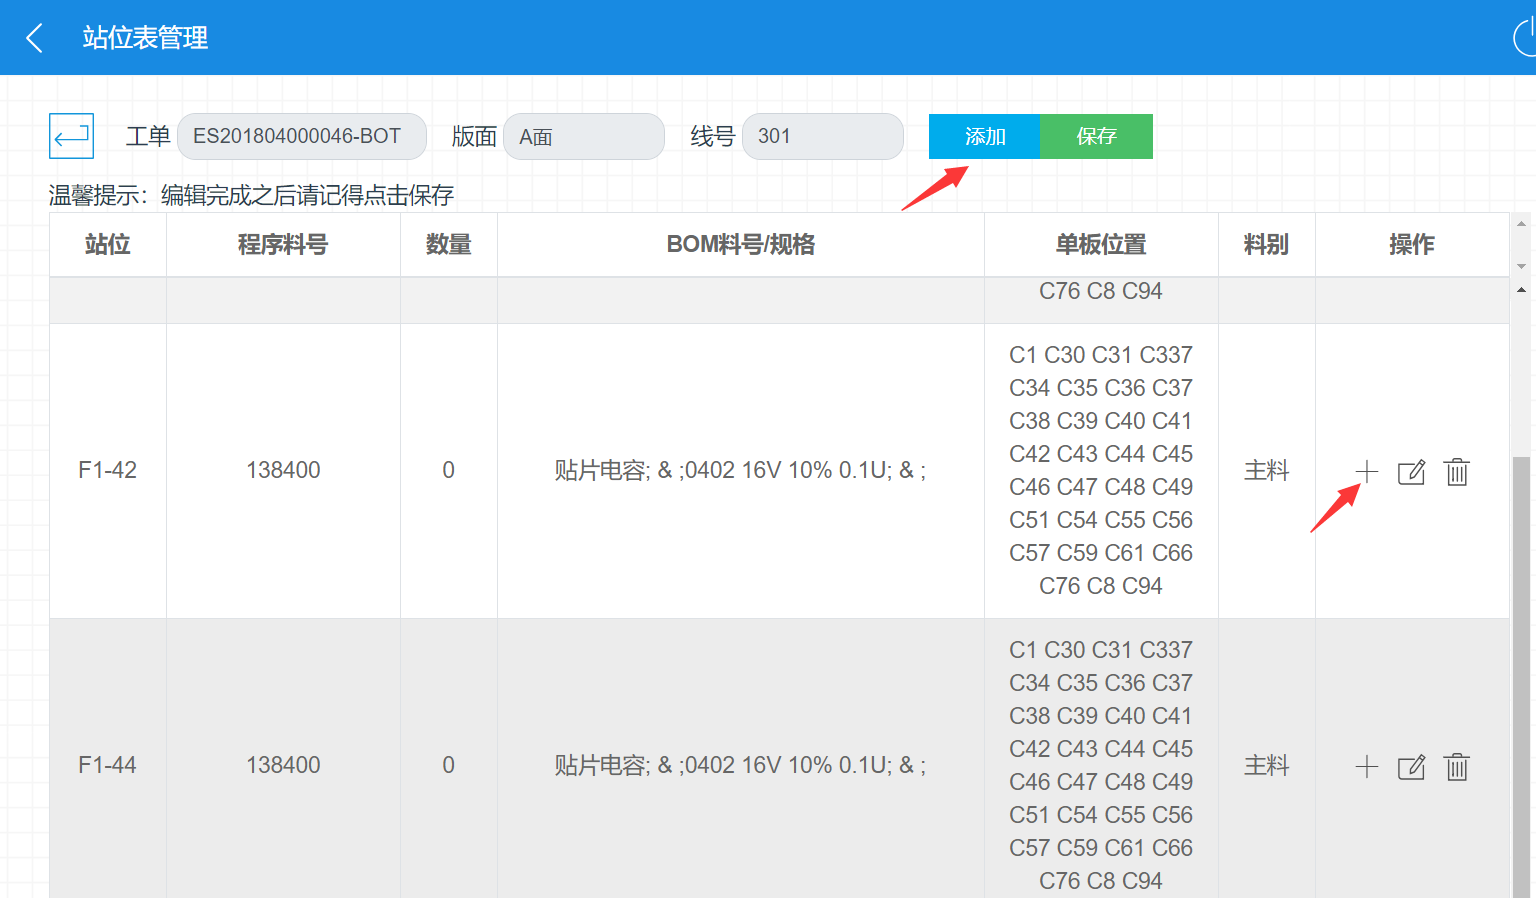 站位表管理
工单 ES201804000046-BOT 版面 A面 线号 301 添加 保存
温馨提示：编辑完成之后请记得点击保存
站位 程序料号 数量 BOM料号/规格 单板位置 料别 操作
C76 C8 C94
C1 C30 C31 C337
C34 C35 C36 C37
C38 C39 C40 C41
C42 C43 C44 C45
F1-42 138400 0 贴片电容; & ;0402 16V 10% 0.1U; & ; 主料
C46 C47 C48 C49
C51 C54 C55 C56
C57 C59 C61 C66
C76 C8 C94
C1 C30 C31 C337
C34 C35 C36 C37
C38 C39 C40 C41
C42 C43 C44 C45
F1-44 138400 0 贴片电容; & ;0402 16V 10% 0.1U; & ; 主料
C46 C47 C48 C49
C51 C54 C55 C56
C57 C59 C61 C66
C76 C8 C94